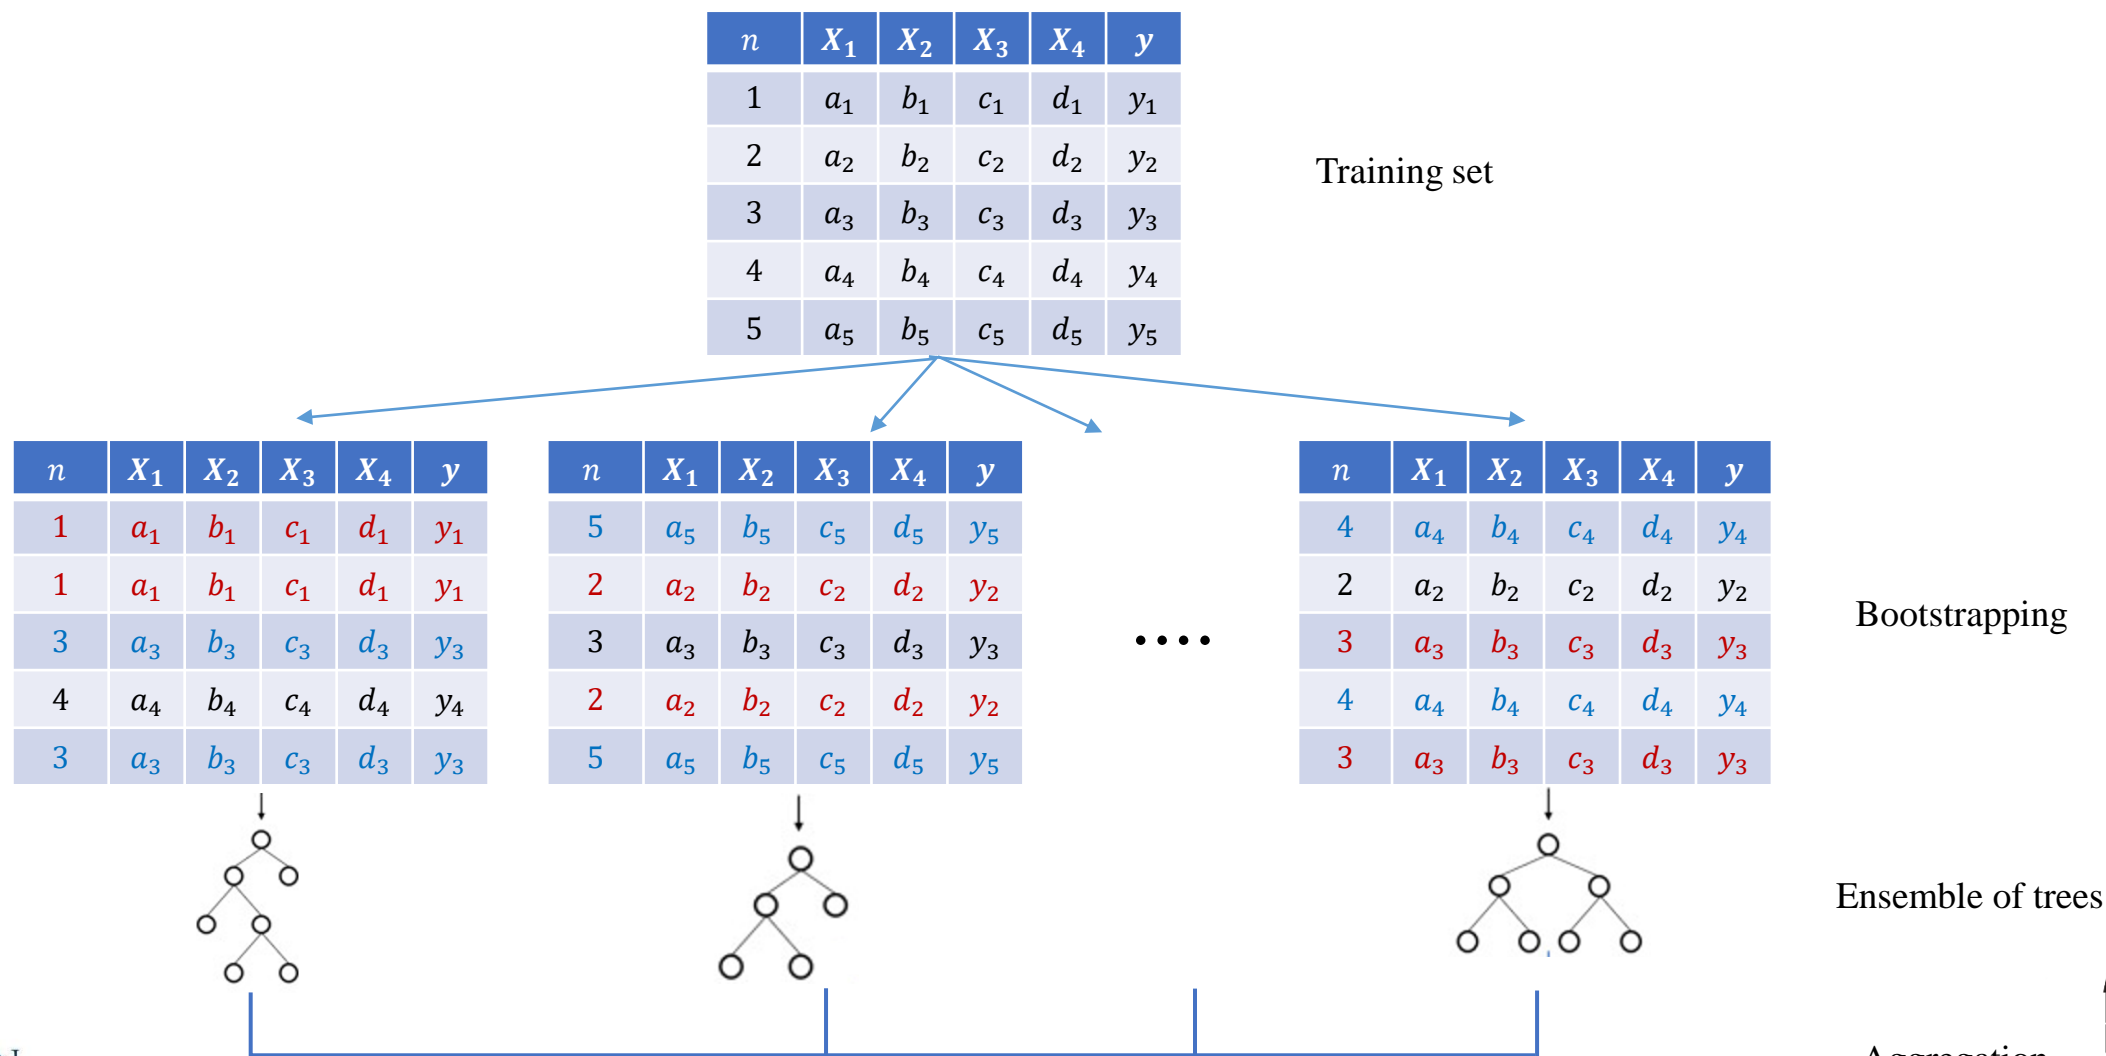 n X₁ X₂ X₃ X₄ y
1 a₁ b₁ c₁ d₁ y₁
2 a₂ b₂ c₂ d₂ y₂
3 a₃ b₃ c₃ d₃ y₃
4 a₄ b₄ c₄ d₄ y₄
5 a₅ b₅ c₅ d₅ y₅
Training set
n X₁ X₂ X₃ X₄ y
1 a₁ b₁ c₁ d₁ y₁
1 a₁ b₁ c₁ d₁ y₁
3 a₃ b₃ c₃ d₃ y₃
4 a₄ b₄ c₄ d₄ y₄
3 a₃ b₃ c₃ d₃ y₃
n X₁ X₂ X₃ X₄ y
5 a₅ b₅ c₅ d₅ y₅
2 a₂ b₂ c₂ d₂ y₂
3 a₃ b₃ c₃ d₃ y₃
2 a₂ b₂ c₂ d₂ y₂
5 a₅ b₅ c₅ d₅ y₅
....
n X₁ X₂ X₃ X₄ y
4 a₄ b₄ c₄ d₄ y₄
2 a₂ b₂ c₂ d₂ y₂
3 a₃ b₃ c₃ d₃ y₃
4 a₄ b₄ c₄ d₄ y₄
3 a₃ b₃ c₃ d₃ y₃
Bootstrapping
Ensemble of trees
Aggregation